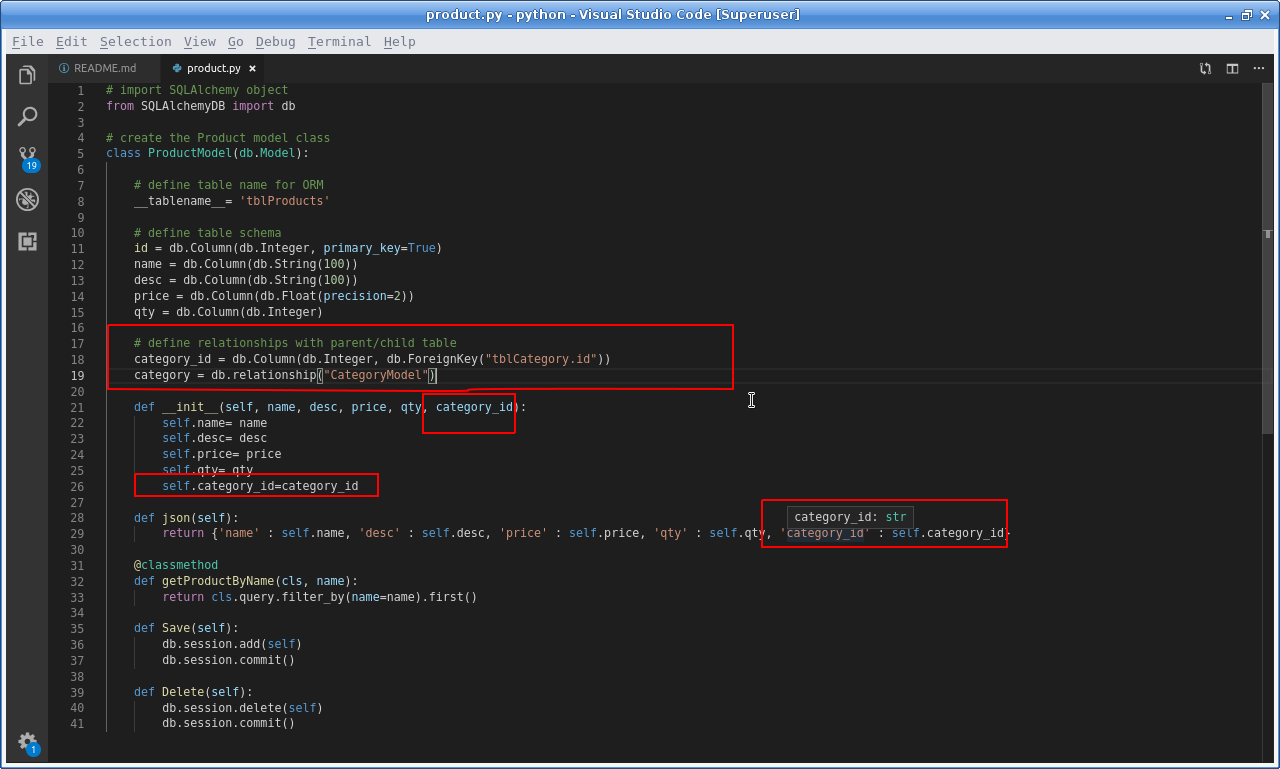 product.py - python - Visual Studio Code [Superuser]
File Edit Selection View Go Debug Terminal Help
README.md product.py
1 # import SQLAlchemy object
2 from SQLAlchemyDB import db
3
4 # create the Product model class
5 class ProductModel(db.Model):
6
7 # define table name for ORM
8 __tablename__= 'tblProducts'
9
10 # define table schema
11 id = db.Column(db.Integer, primary_key=True)
12 name = db.Column(db.String(100))
13 desc = db.Column(db.String(100))
14 price = db.Column(db.Float(precision=2))
15 qty = db.Column(db.Integer)
16
17 # define relationships with parent/child table
18 category_id = db.Column(db.Integer, db.ForeignKey("tblCategory.id"))
19 category = db.relationship("CategoryModel")
20
21 def __init__(self, name, desc, price, qty, category_id):
22 self.name= name
23 self.desc= desc
24 self.price= price
25 self.qty= qty
26 self.category_id=category_id
27
category_id: str
28 def json(self):
29 return {'name' : self.name, 'desc' : self.desc, 'price' : self.price, 'qty' : self.qty, 'category_id' : self.category_id}
30
31 @classmethod
32 def getProductByName(cls, name):
33 return cls.query.filter_by(name=name).first()
34
35 def Save(self):
36 db.session.add(self)
37 db.session.commit()
38
39 def Delete(self):
40 db.session.delete(self)
41 db.session.commit()
19
1